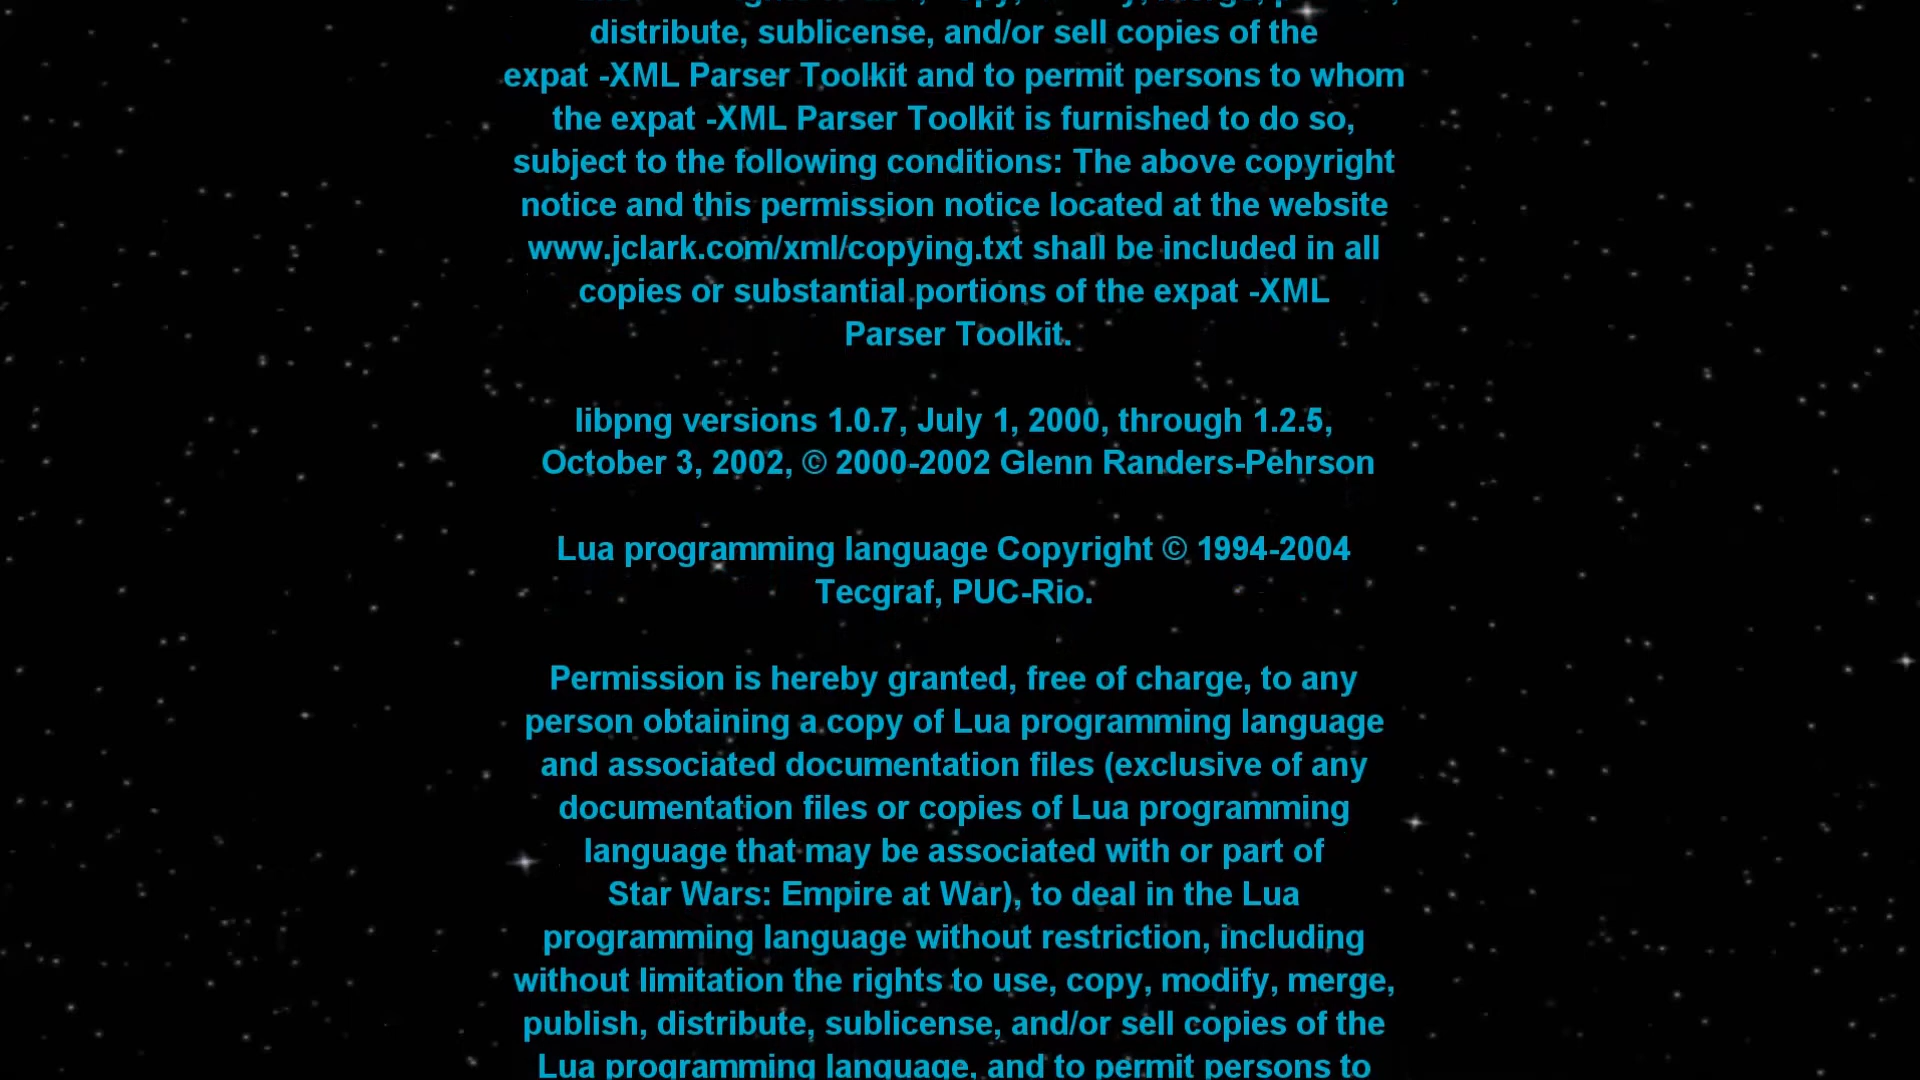 distribute, sublicense, and/or sell copies of the
expat -XML Parser Toolkit and to permit persons to whom
the expat -XML Parser Toolkit is furnished to do so,
subject to the following conditions: The above copyright
notice and this permission notice located at the website
www.jclark.com/xml/copying.txt shall be included in all
copies or substantial portions of the expat -XML
Parser Toolkit.
libpng versions 1.0.7, July 1, 2000, through 1.2.5,
October 3, 2002, © 2000-2002 Glenn Randers-Pehrson
Lua programming language Copyright © 1994-2004
Tecgraf, PUC-Rio.
Permission is hereby granted, free of charge, to any
person obtaining a copy of Lua programming language
and associated documentation files (exclusive of any
documentation files or copies of Lua programming
language that may be associated with or part of
Star Wars: Empire at War), to deal in the Lua
programming language without restriction, including
without limitation the rights to use, copy, modify, merge,
publish, distribute, sublicense, and/or sell copies of the
Lua programming language, and to permit persons to